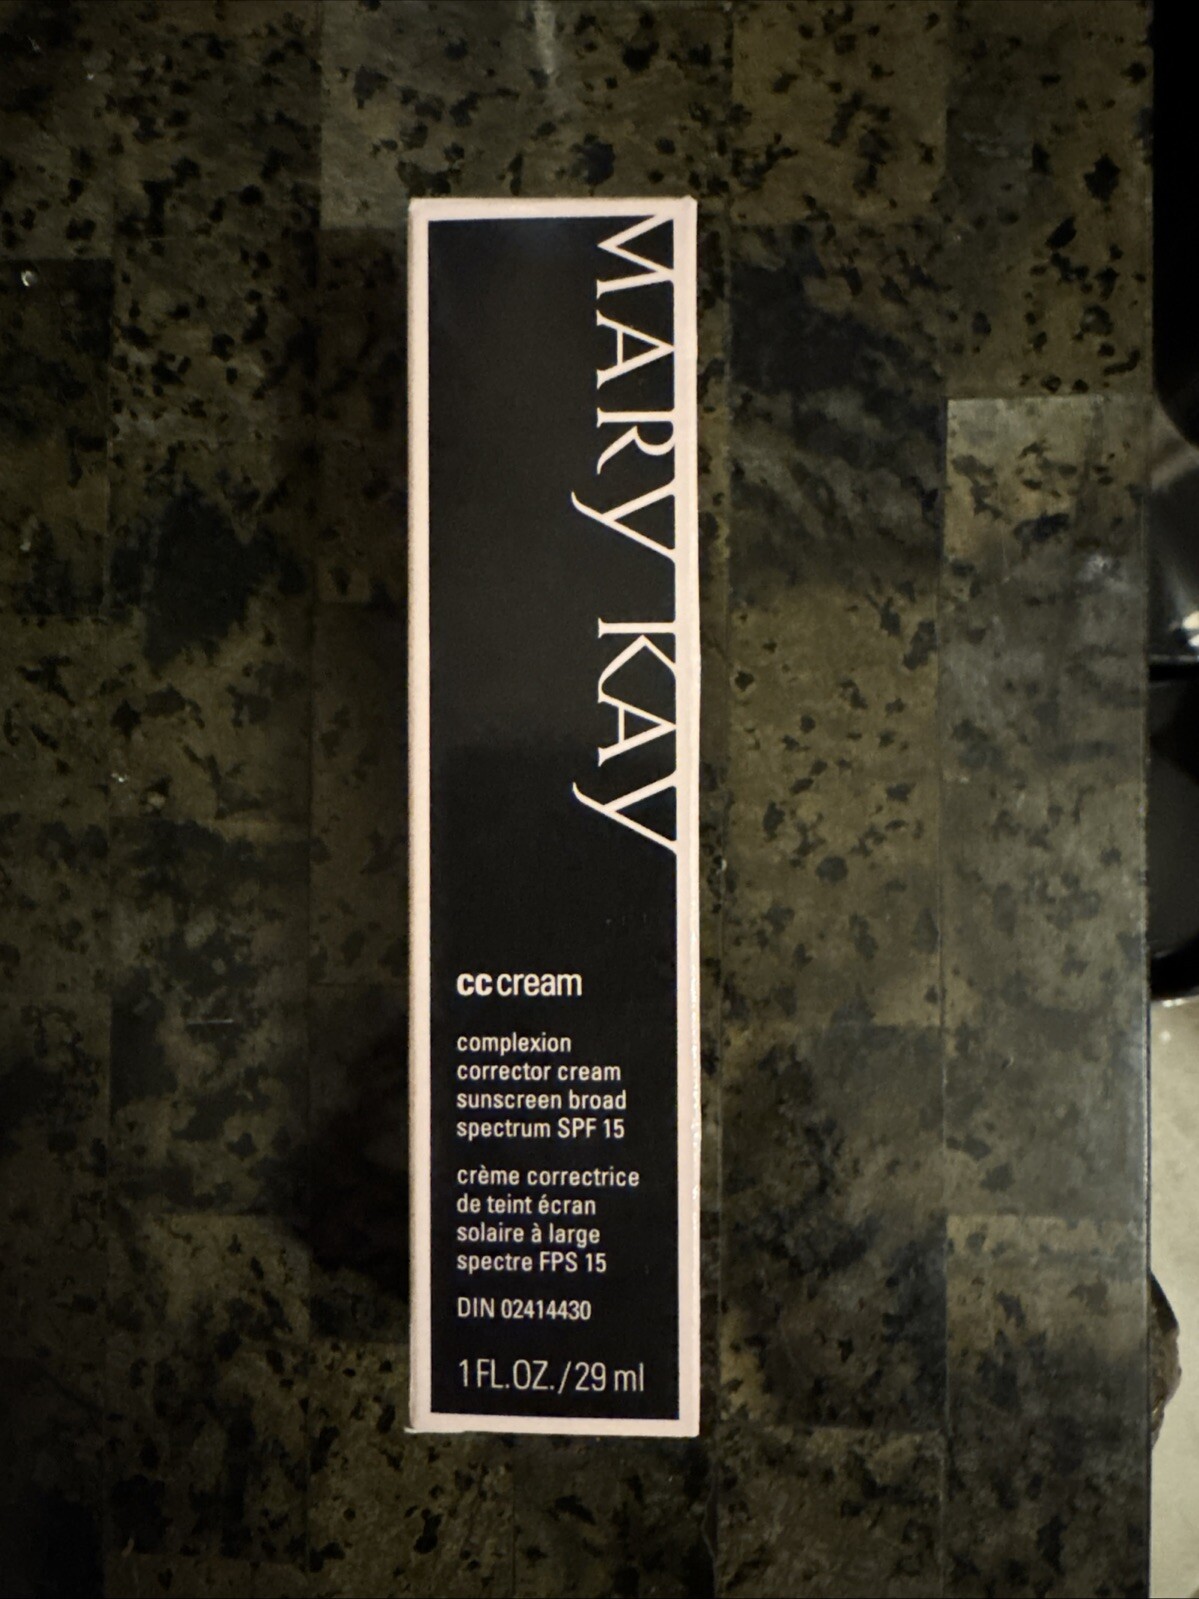 MARY KAY
cc cream
complexion
corrector cream
sunscreen broad
spectrum SPF 15
crème correctrice
de teint écran
solaire à large
spectre FPS 15
DIN 02414430
1 FL.OZ./29 ml